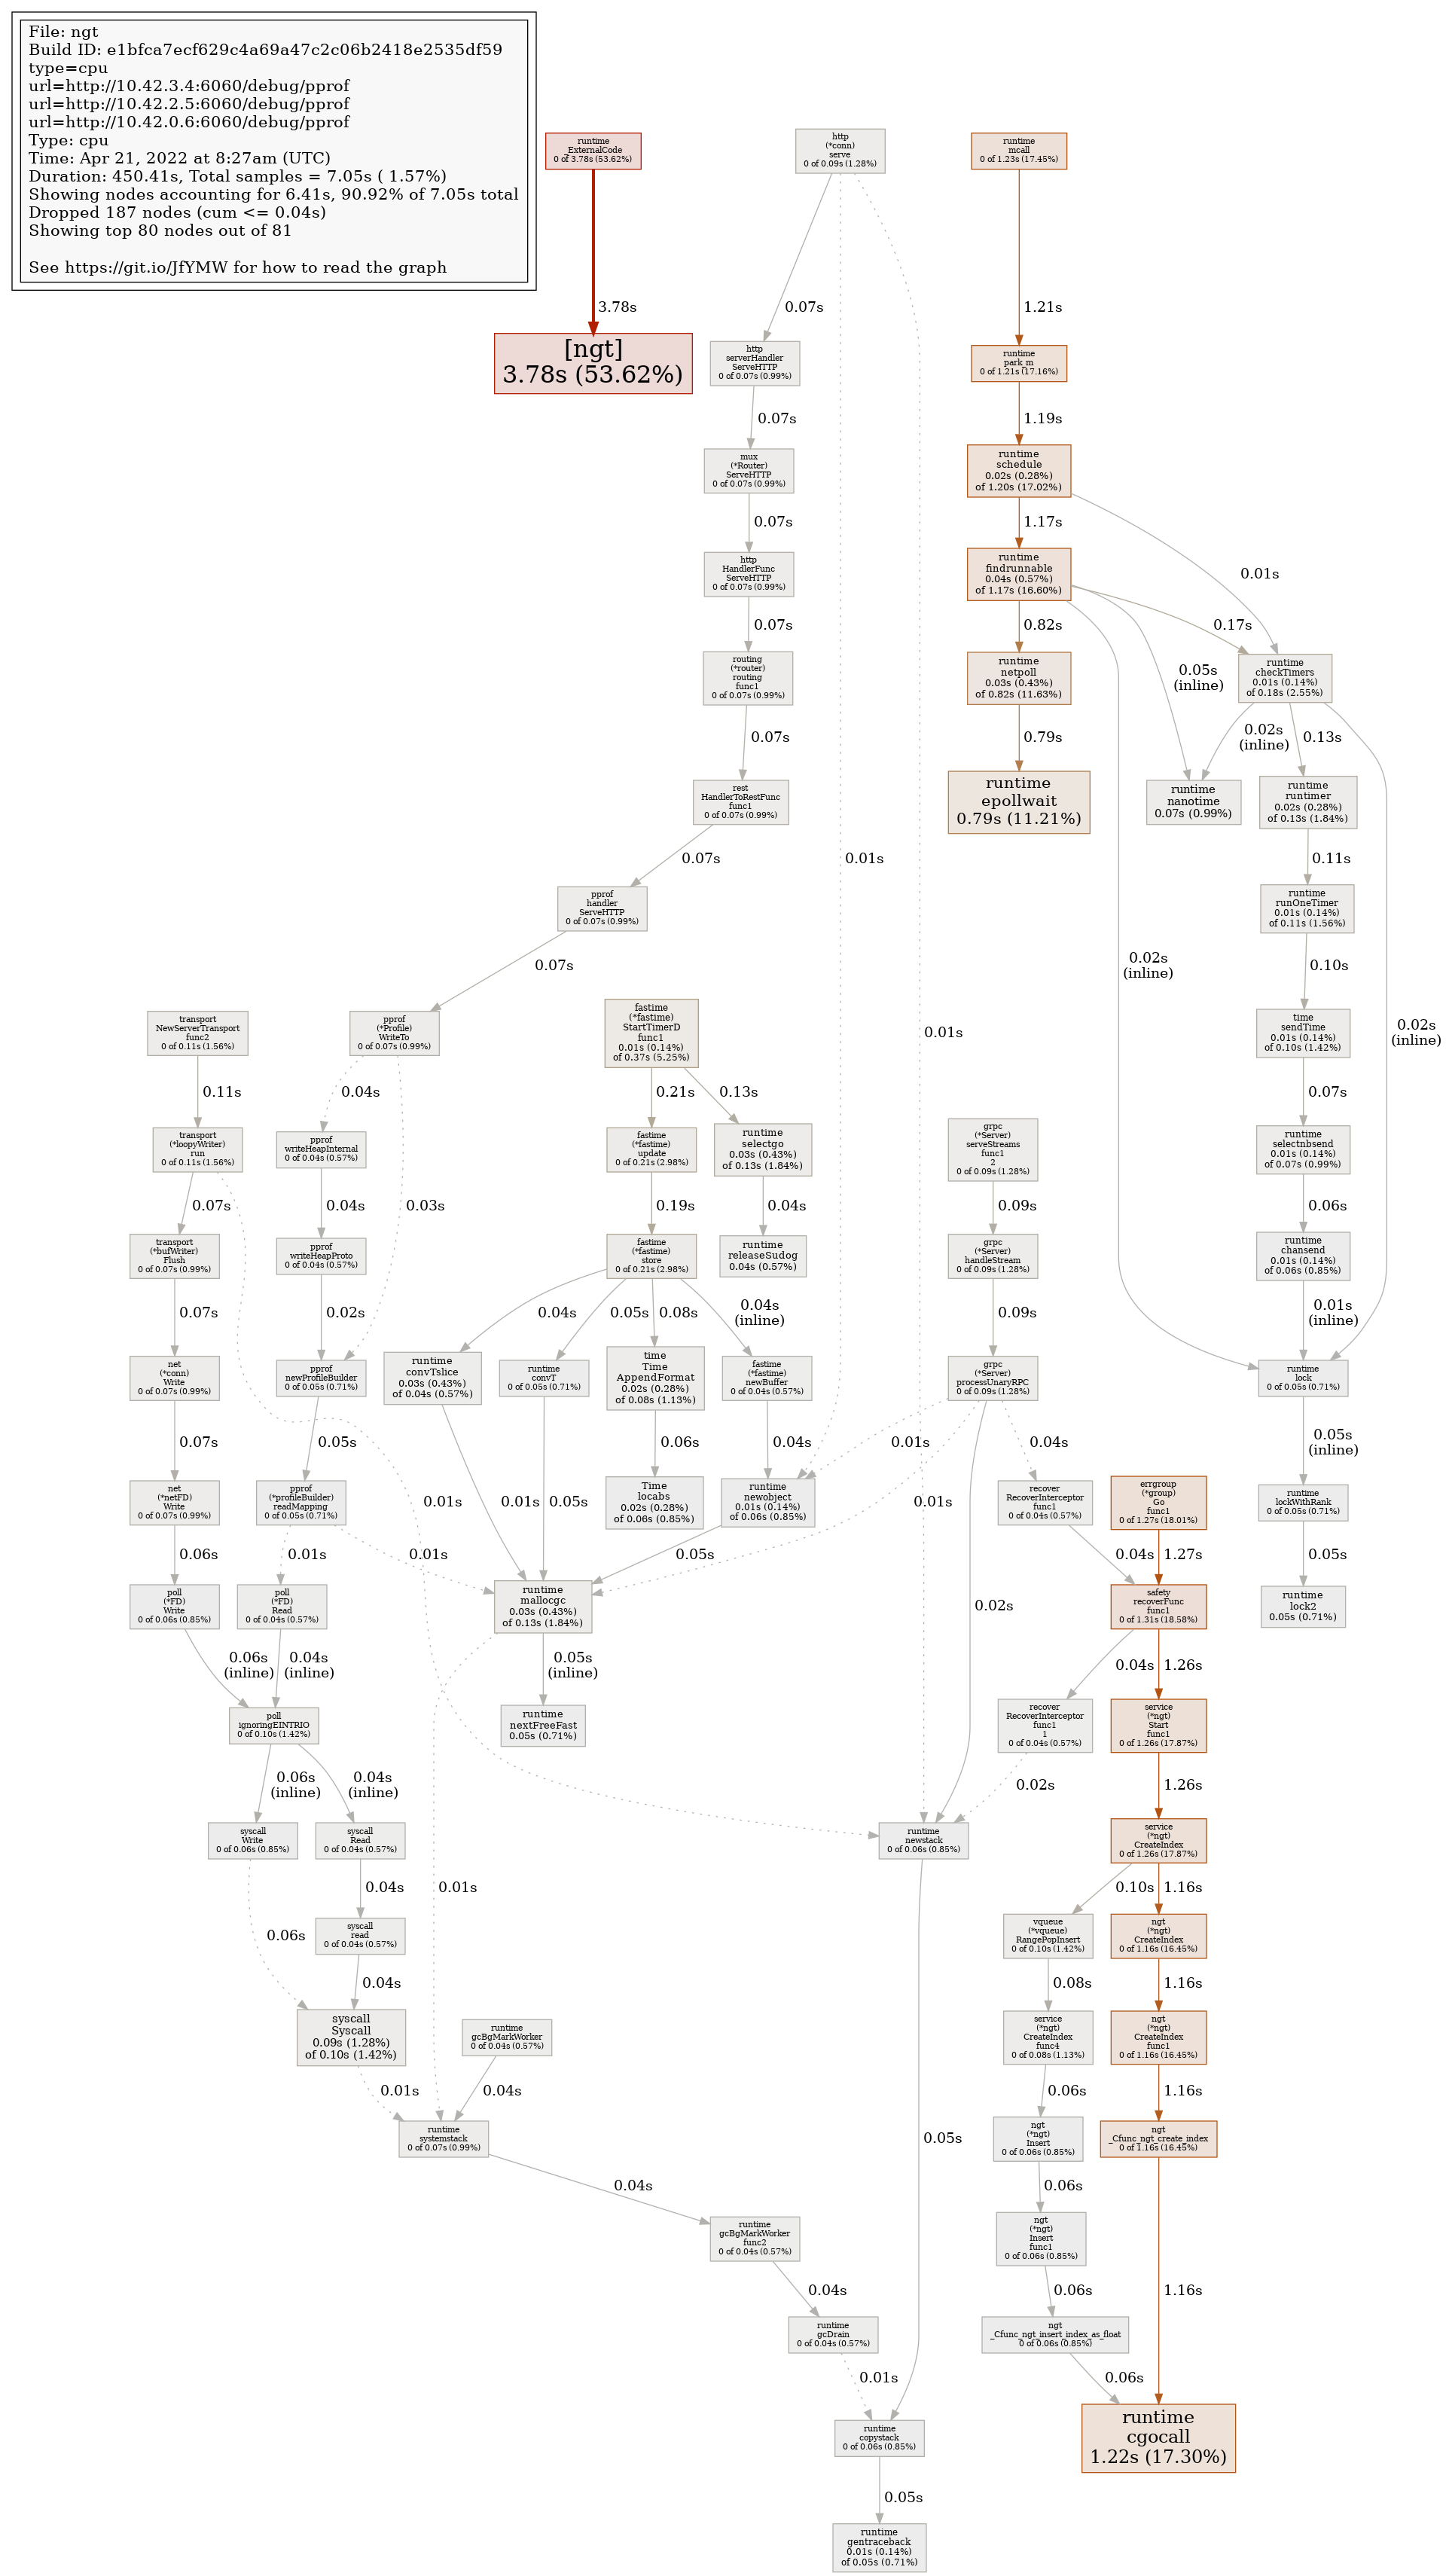 File: ngt
Build ID: e1bfca7ecf629c4a69a47c2c06b2418e2535df59
type=cpu
url=http://10.42.3.4:6060/debug/pprof
url=http://10.42.2.5:6060/debug/pprof
url=http://10.42.0.6:6060/debug/pprof
Type: cpu
Time: Apr 21, 2022 at 8:27am (UTC)
Duration: 450.41s, Total samples = 7.05s ( 1.57%)
Showing nodes accounting for 6.41s, 90.92% of 7.05s total
Dropped 187 nodes (cum <= 0.04s)
Showing top 80 nodes out of 81
See https://git.io/JfYMW for how to read the graph
runtime
_ExternalCode
0 of 3.78s (53.62%)
http
(*conn)
serve
0 of 0.09s (1.28%)
runtime
mcall
0 of 1.23s (17.45%)
3.78s
0.07s
1.21s
[ngt]
3.78s (53.62%)
http
serverHandler
ServeHTTP
0 of 0.07s (0.99%)
runtime
park_m
0 of 1.21s (17.16%)
0.07s
1.19s
mux
(*Router)
ServeHTTP
0 of 0.07s (0.99%)
runtime
schedule
0.02s (0.28%)
of 1.20s (17.02%)
0.07s
1.17s
0.01s
http
HandlerFunc
ServeHTTP
0 of 0.07s (0.99%)
runtime
findrunnable
0.04s (0.57%)
of 1.17s (16.60%)
0.07s
0.82s
0.17s
routing
(*router)
routing
func1
0 of 0.07s (0.99%)
runtime
netpoll
0.03s (0.43%)
of 0.82s (11.63%)
0.05s
(inline)
runtime
checkTimers
0.01s (0.14%)
of 0.18s (2.55%)
0.07s
0.79s
0.02s
(inline)
0.13s
rest
HandlerToRestFunc
func1
0 of 0.07s (0.99%)
runtime
epollwait
0.79s (11.21%)
runtime
nanotime
0.07s (0.99%)
runtime
runtimer
0.02s (0.28%)
of 0.13s (1.84%)
0.07s
0.01s
0.11s
pprof
handler
ServeHTTP
0 of 0.07s (0.99%)
runtime
runOneTimer
0.01s (0.14%)
of 0.11s (1.56%)
0.07s
0.02s
(inline)
0.10s
transport
NewServerTransport
func2
0 of 0.11s (1.56%)
pprof
(*Profile)
WriteTo
0 of 0.07s (0.99%)
fastime
(*fastime)
StartTimerD
func1
0.01s (0.14%)
of 0.37s (5.25%)
0.01s
time
sendTime
0.01s (0.14%)
of 0.10s (1.42%)
0.02s
(inline)
0.11s
0.04s
0.21s
0.13s
0.07s
transport
(*loopyWriter)
run
0 of 0.11s (1.56%)
pprof
writeHeapInternal
0 of 0.04s (0.57%)
fastime
(*fastime)
update
0 of 0.21s (2.98%)
runtime
selectgo
0.03s (0.43%)
of 0.13s (1.84%)
grpc
(*Server)
serveStreams
func1
2
0 of 0.09s (1.28%)
runtime
selectnbsend
0.01s (0.14%)
of 0.07s (0.99%)
0.07s
0.04s
0.03s
0.19s
0.04s
0.09s
0.06s
transport
(*bufWriter)
Flush
0 of 0.07s (0.99%)
pprof
writeHeapProto
0 of 0.04s (0.57%)
fastime
(*fastime)
store
0 of 0.21s (2.98%)
runtime
releaseSudog
0.04s (0.57%)
grpc
(*Server)
handleStream
0 of 0.09s (1.28%)
runtime
chansend
0.01s (0.14%)
of 0.06s (0.85%)
0.07s
0.02s
0.04s
0.05s
0.08s
0.04s
(inline)
0.09s
0.01s
(inline)
net
(*conn)
Write
0 of 0.07s (0.99%)
pprof
newProfileBuilder
0 of 0.05s (0.71%)
runtime
convTslice
0.03s (0.43%)
of 0.04s (0.57%)
runtime
convT
0 of 0.05s (0.71%)
time
Time
AppendFormat
0.02s (0.28%)
of 0.08s (1.13%)
fastime
(*fastime)
newBuffer
0 of 0.04s (0.57%)
grpc
(*Server)
processUnaryRPC
0 of 0.09s (1.28%)
runtime
lock
0 of 0.05s (0.71%)
0.07s
0.05s
0.06s
0.04s
0.01s
0.04s
0.05s
(inline)
net
(*netFD)
Write
0 of 0.07s (0.99%)
pprof
(*profileBuilder)
readMapping
0 of 0.05s (0.71%)
0.01s
0.01s
0.05s
Time
locabs
0.02s (0.28%)
of 0.06s (0.85%)
runtime
newobject
0.01s (0.14%)
of 0.06s (0.85%)
0.01s
recover
RecoverInterceptor
func1
0 of 0.04s (0.57%)
errgroup
(*group)
Go
func1
0 of 1.27s (18.01%)
runtime
lockWithRank
0 of 0.05s (0.71%)
0.06s
0.01s
0.01s
0.05s
0.04s
1.27s
0.05s
poll
(*FD)
Write
0 of 0.06s (0.85%)
poll
(*FD)
Read
0 of 0.04s (0.57%)
runtime
mallocgc
0.03s (0.43%)
of 0.13s (1.84%)
0.02s
safety
recoverFunc
func1
0 of 1.31s (18.58%)
runtime
lock2
0.05s (0.71%)
0.06s
(inline)
0.04s
(inline)
0.05s
(inline)
0.04s
1.26s
poll
ignoringEINTRIO
0 of 0.10s (1.42%)
runtime
nextFreeFast
0.05s (0.71%)
recover
RecoverInterceptor
func1
1
0 of 0.04s (0.57%)
service
(*ngt)
Start
func1
0 of 1.26s (17.87%)
0.06s
(inline)
0.04s
(inline)
0.02s
1.26s
syscall
Write
0 of 0.06s (0.85%)
syscall
Read
0 of 0.04s (0.57%)
runtime
newstack
0 of 0.06s (0.85%)
service
(*ngt)
CreateIndex
0 of 1.26s (17.87%)
0.04s
0.01s
0.10s
1.16s
0.06s
syscall
read
0 of 0.04s (0.57%)
vqueue
(*vqueue)
RangePopInsert
0 of 0.10s (1.42%)
ngt
(*ngt)
CreateIndex
0 of 1.16s (16.45%)
0.04s
0.08s
1.16s
syscall
Syscall
0.09s (1.28%)
of 0.10s (1.42%)
runtime
gcBgMarkWorker
0 of 0.04s (0.57%)
service
(*ngt)
CreateIndex
func4
0 of 0.08s (1.13%)
ngt
(*ngt)
CreateIndex
func1
0 of 1.16s (16.45%)
0.01s
0.04s
0.06s
1.16s
runtime
systemstack
0 of 0.07s (0.99%)
0.05s
ngt
(*ngt)
Insert
0 of 0.06s (0.85%)
ngt
_Cfunc_ngt_create_index
0 of 1.16s (16.45%)
0.04s
0.06s
runtime
gcBgMarkWorker
func2
0 of 0.04s (0.57%)
ngt
(*ngt)
Insert
func1
0 of 0.06s (0.85%)
0.04s
0.06s
1.16s
runtime
gcDrain
0 of 0.04s (0.57%)
ngt
_Cfunc_ngt_insert_index_as_float
0 of 0.06s (0.85%)
0.01s
0.06s
runtime
copystack
0 of 0.06s (0.85%)
runtime
cgocall
1.22s (17.30%)
0.05s
runtime
gentraceback
0.01s (0.14%)
of 0.05s (0.71%)